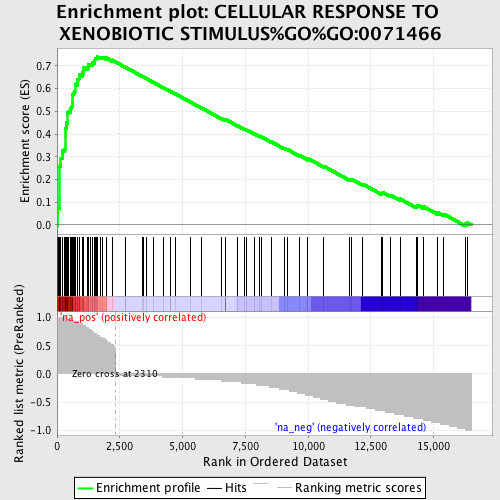 Enrichment plot: CELLULAR RESPONSE TO
XENOBIOTIC STIMULUS%GO%GO:0071466
Enrichment score (ES)
0.7
0.6
0.5
0.4
0.3
0.2
0.1
0.0
'na_pos' (positively correlated)
Ranked list metric (PreRanked)
1.0
0.5
0.0
-0.5
-1.0
Zero cross at 2310
'na_neg' (negatively correlated)
0 2,500 5,000 7,500 10,000 12,500 15,000
Rank in Ordered Dataset
Enrichment profile Hits Ranking metric scores